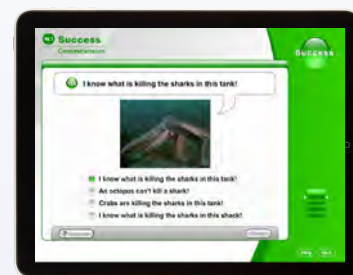 Success
Comprehension
Success
I know what is killing the sharks in this tank!
I know what is killing the sharks in this tank!
An octopus can't kill a shark!
Crabs are killing the sharks in this tank!
I know what is killing the sharks in this shack!